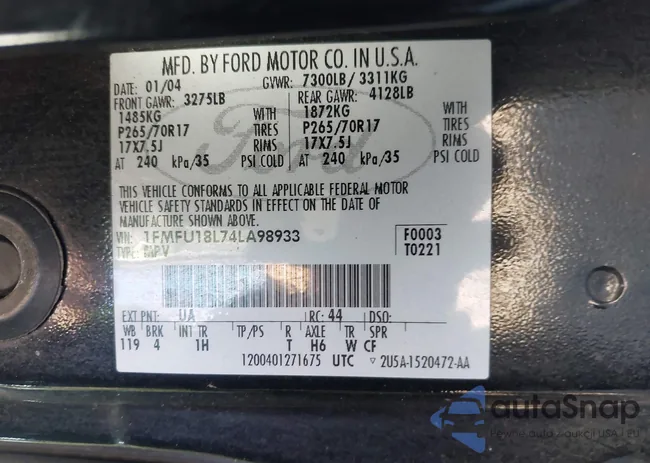 MFD. BY FORD MOTOR CO. IN U.S.A.
DATE: 01/04 GVWR: 7300LB/ 3311KG
FRONT GAWR: 3275LB REAR GAWR: 4128LB
1485KG WITH 1872KG WITH
P265/70R17 TIRES P265/70R17 TIRES
17X7.5J RIMS 17X7.5J RIMS
AT 240 kPa/35 PSI COLD AT 240 kPa/35 PSI COLD
Ford
THIS VEHICLE CONFORMS TO ALL APPLICABLE FEDERAL MOTOR
VEHICLE SAFETY STANDARDS IN EFFECT ON THE DATE OF
MANUFACTURE SHOWN ABOVE.
VIN: 1FMFU18L74LA98933 F0003
TYPE: MPV T0221
EXT PNT: UA RC: 44 DSO:
WB BRK INT TR TP/PS R AXLE TR SPR
119 4 1H T H6 W CF
1200401271675 UTC 2U5A-1520472-AA
autoSnap